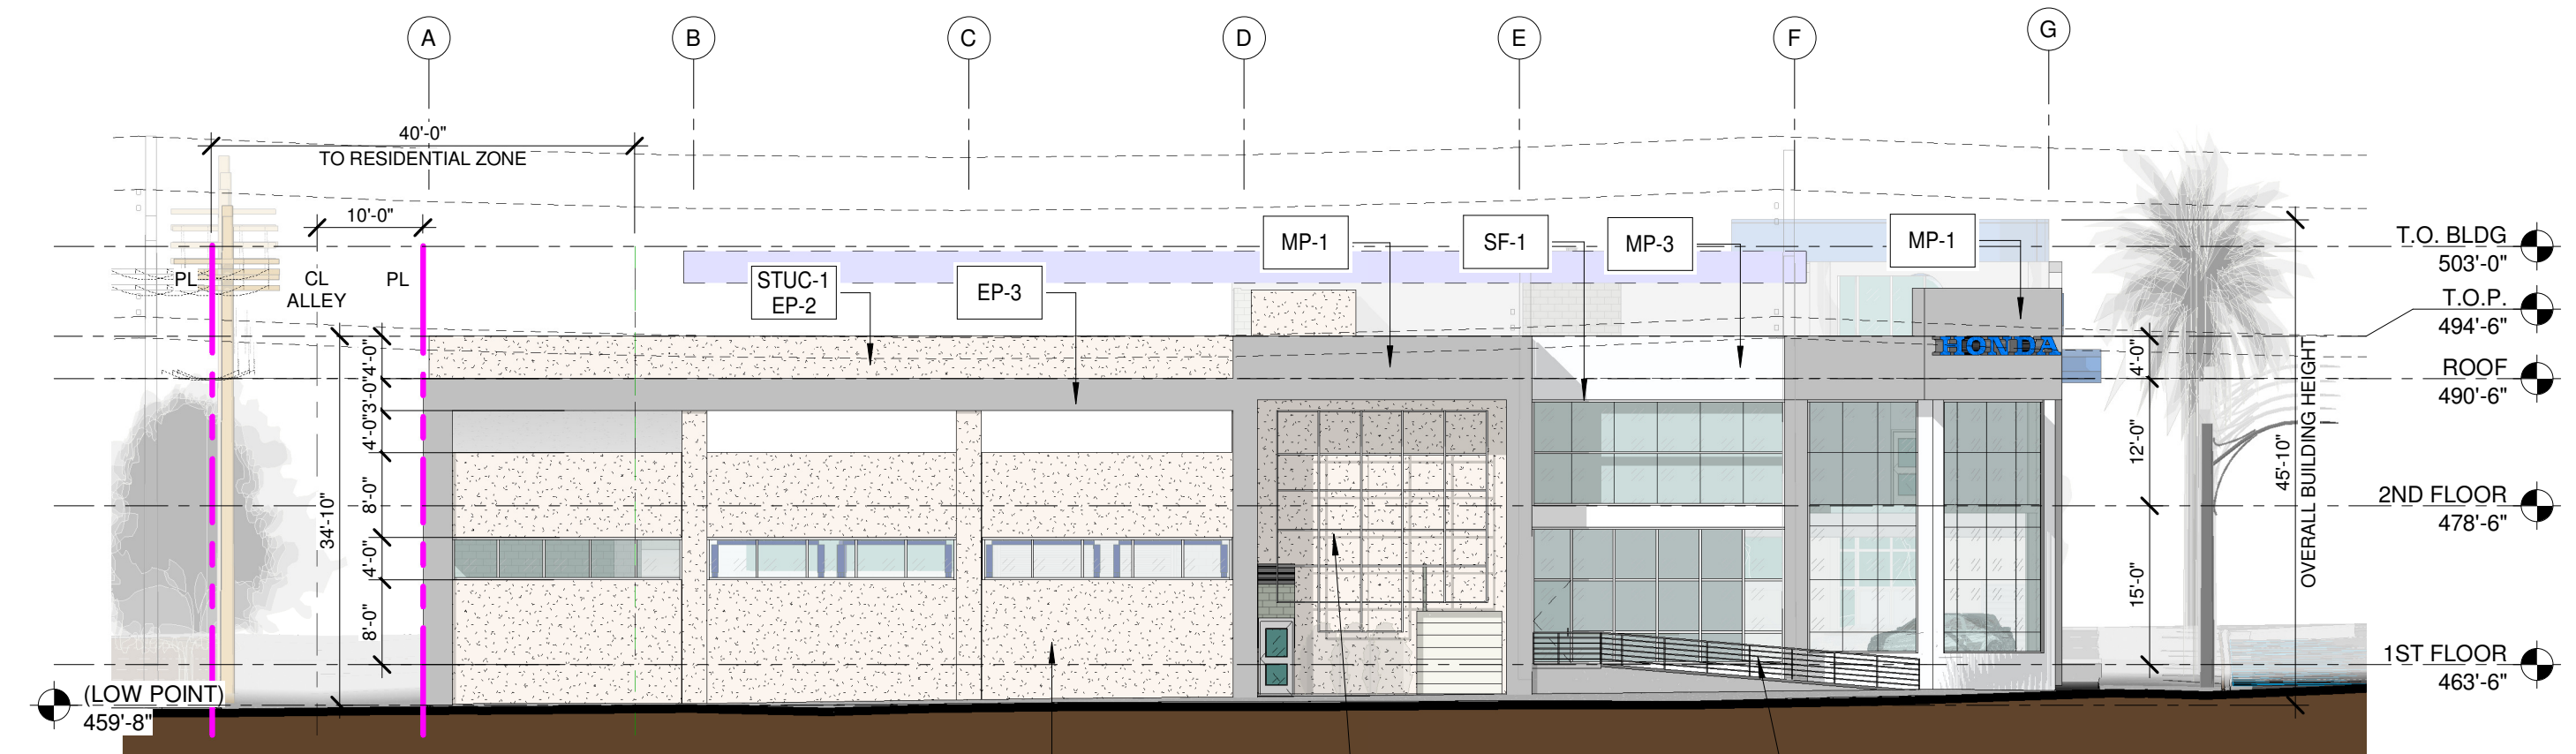 A
B
C
D
E
F
G
40'-0"
TO RESIDENTIAL ZONE
10'-0"
PL
CL
ALLEY
PL
STUC-1
EP-2
EP-3
MP-1
SF-1
MP-3
MP-1
T.O. BLDG
503'-0"
T.O.P.
494'-6"
ROOF
490'-6"
2ND FLOOR
478'-6"
1ST FLOOR
463'-6"
HONDA
4'-0"
3'-0"
4'-0"
8'-0"
4'-0"
8'-0"
34'-10"
4'-0"
12'-0"
15'-0"
45'-10"
OVERALL BUILDING HEIGHT
(LOW POINT)
459'-8"